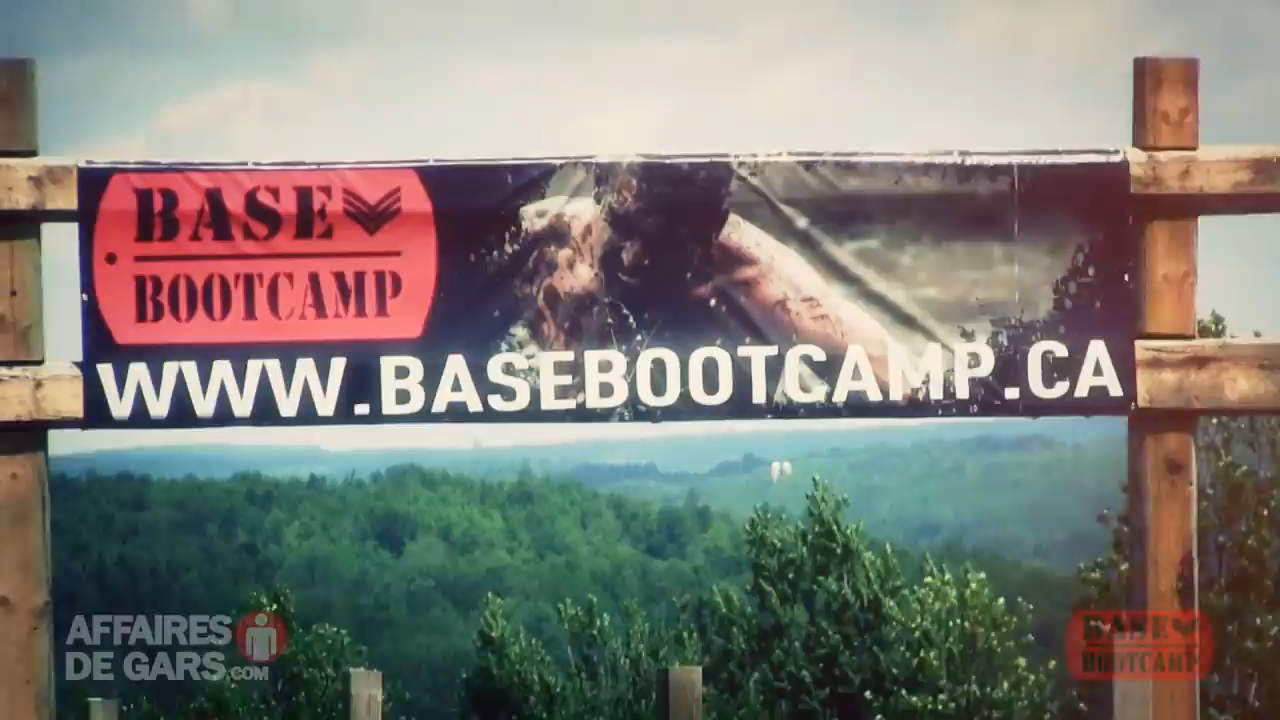 BASE
BOOTCAMP
WWW.BASEBOOTCAMP.CA
AFFAIRES
DE GARS.COM
BASE
BOOTCAMP